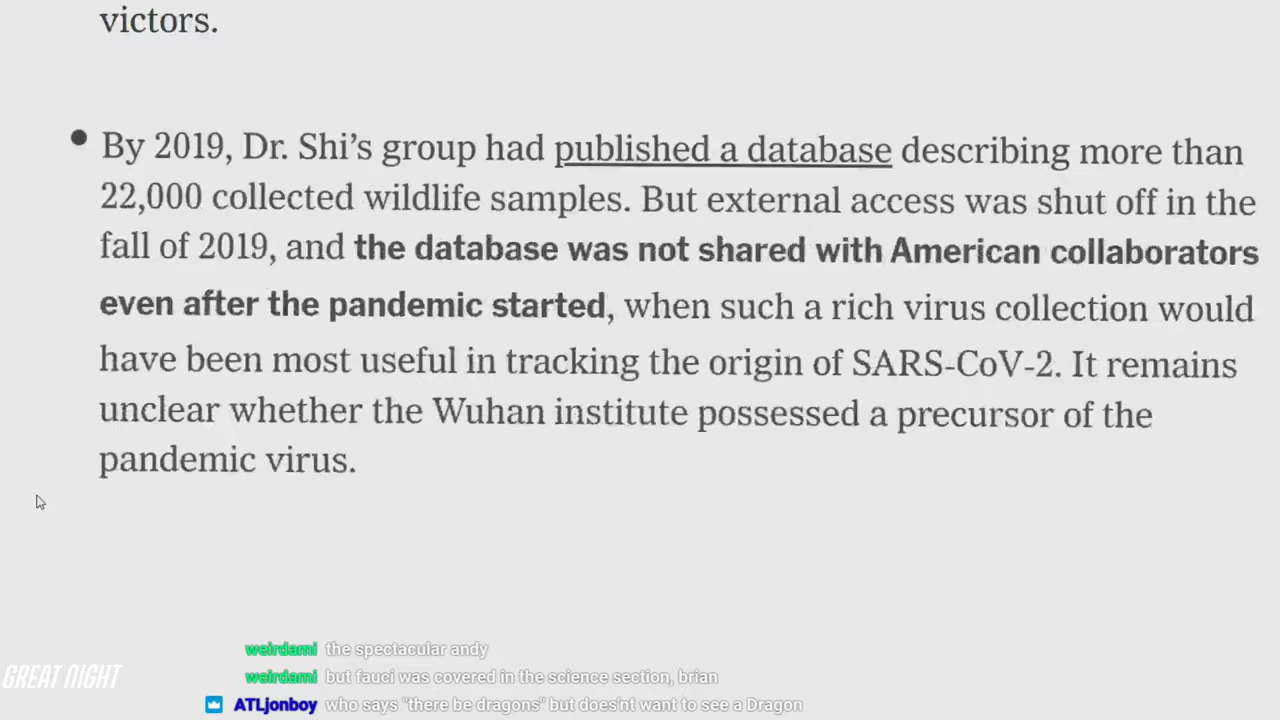 victors.
• By 2019, Dr. Shi’s group had published a database describing more than
22,000 collected wildlife samples. But external access was shut off in the
fall of 2019, and the database was not shared with American collaborators
even after the pandemic started, when such a rich virus collection would
have been most useful in tracking the origin of SARS-CoV-2. It remains
unclear whether the Wuhan institute possessed a precursor of the
pandemic virus.
weirdami the spectacular andy
weirdami but fauci was covered in the science section, brian
GREAT NIGHT
ATLjonboy who says "there be dragons" but does'nt want to see a Dragon